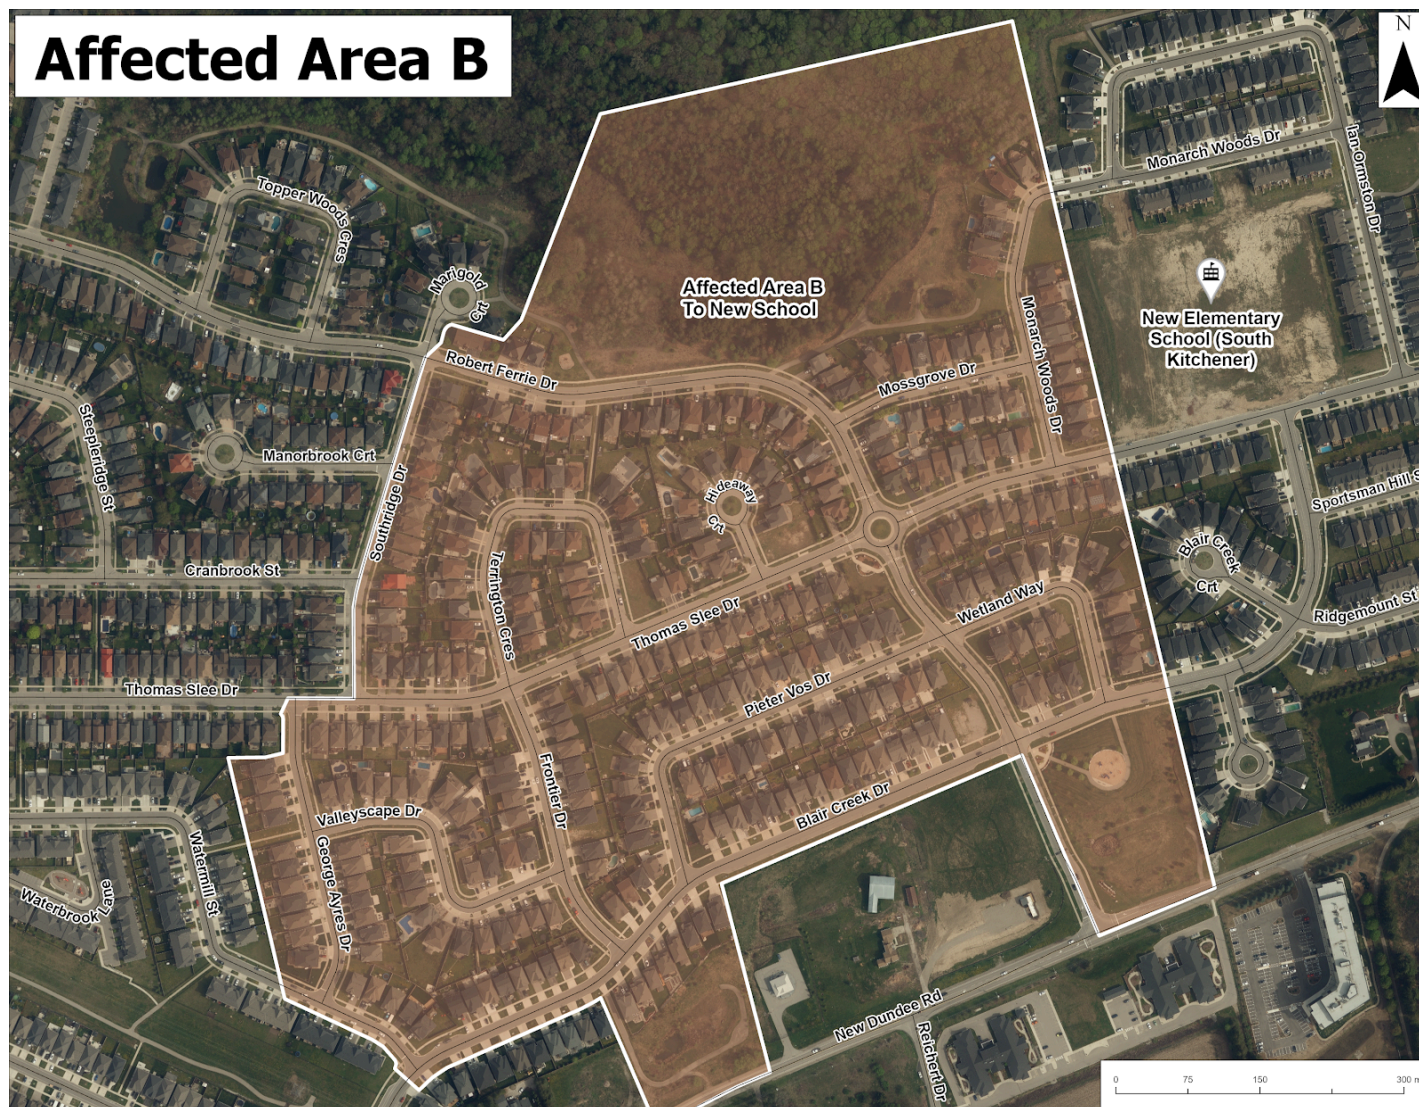 Affected Area B
N
Monarch Woods Dr
Ian Ormston Dr
Topper Woods Cres
Marigold Crt
Affected Area B
To New School
New Elementary
School (South
Kitchener)
Robert Ferrie Dr
Mossgrove Dr
Monarch Woods Dr
Steepleridge St
Manorbrook Crt
Southridge Dr
Hideaway Crt
Sportsman Hill S
Cranbrook St
Terrington Cres
Blair Creek Crt
Wetland Way
Ridgemount St
Thomas Slee Dr
Thomas Slee Dr
Pieter Vos Dr
Frontier Dr
Blair Creek Dr
Valleyscape Dr
George Ayres Dr
Watermill St
Waterbrook Lane
New Dundee Rd
Reichert Dr
0 75 150 300 m